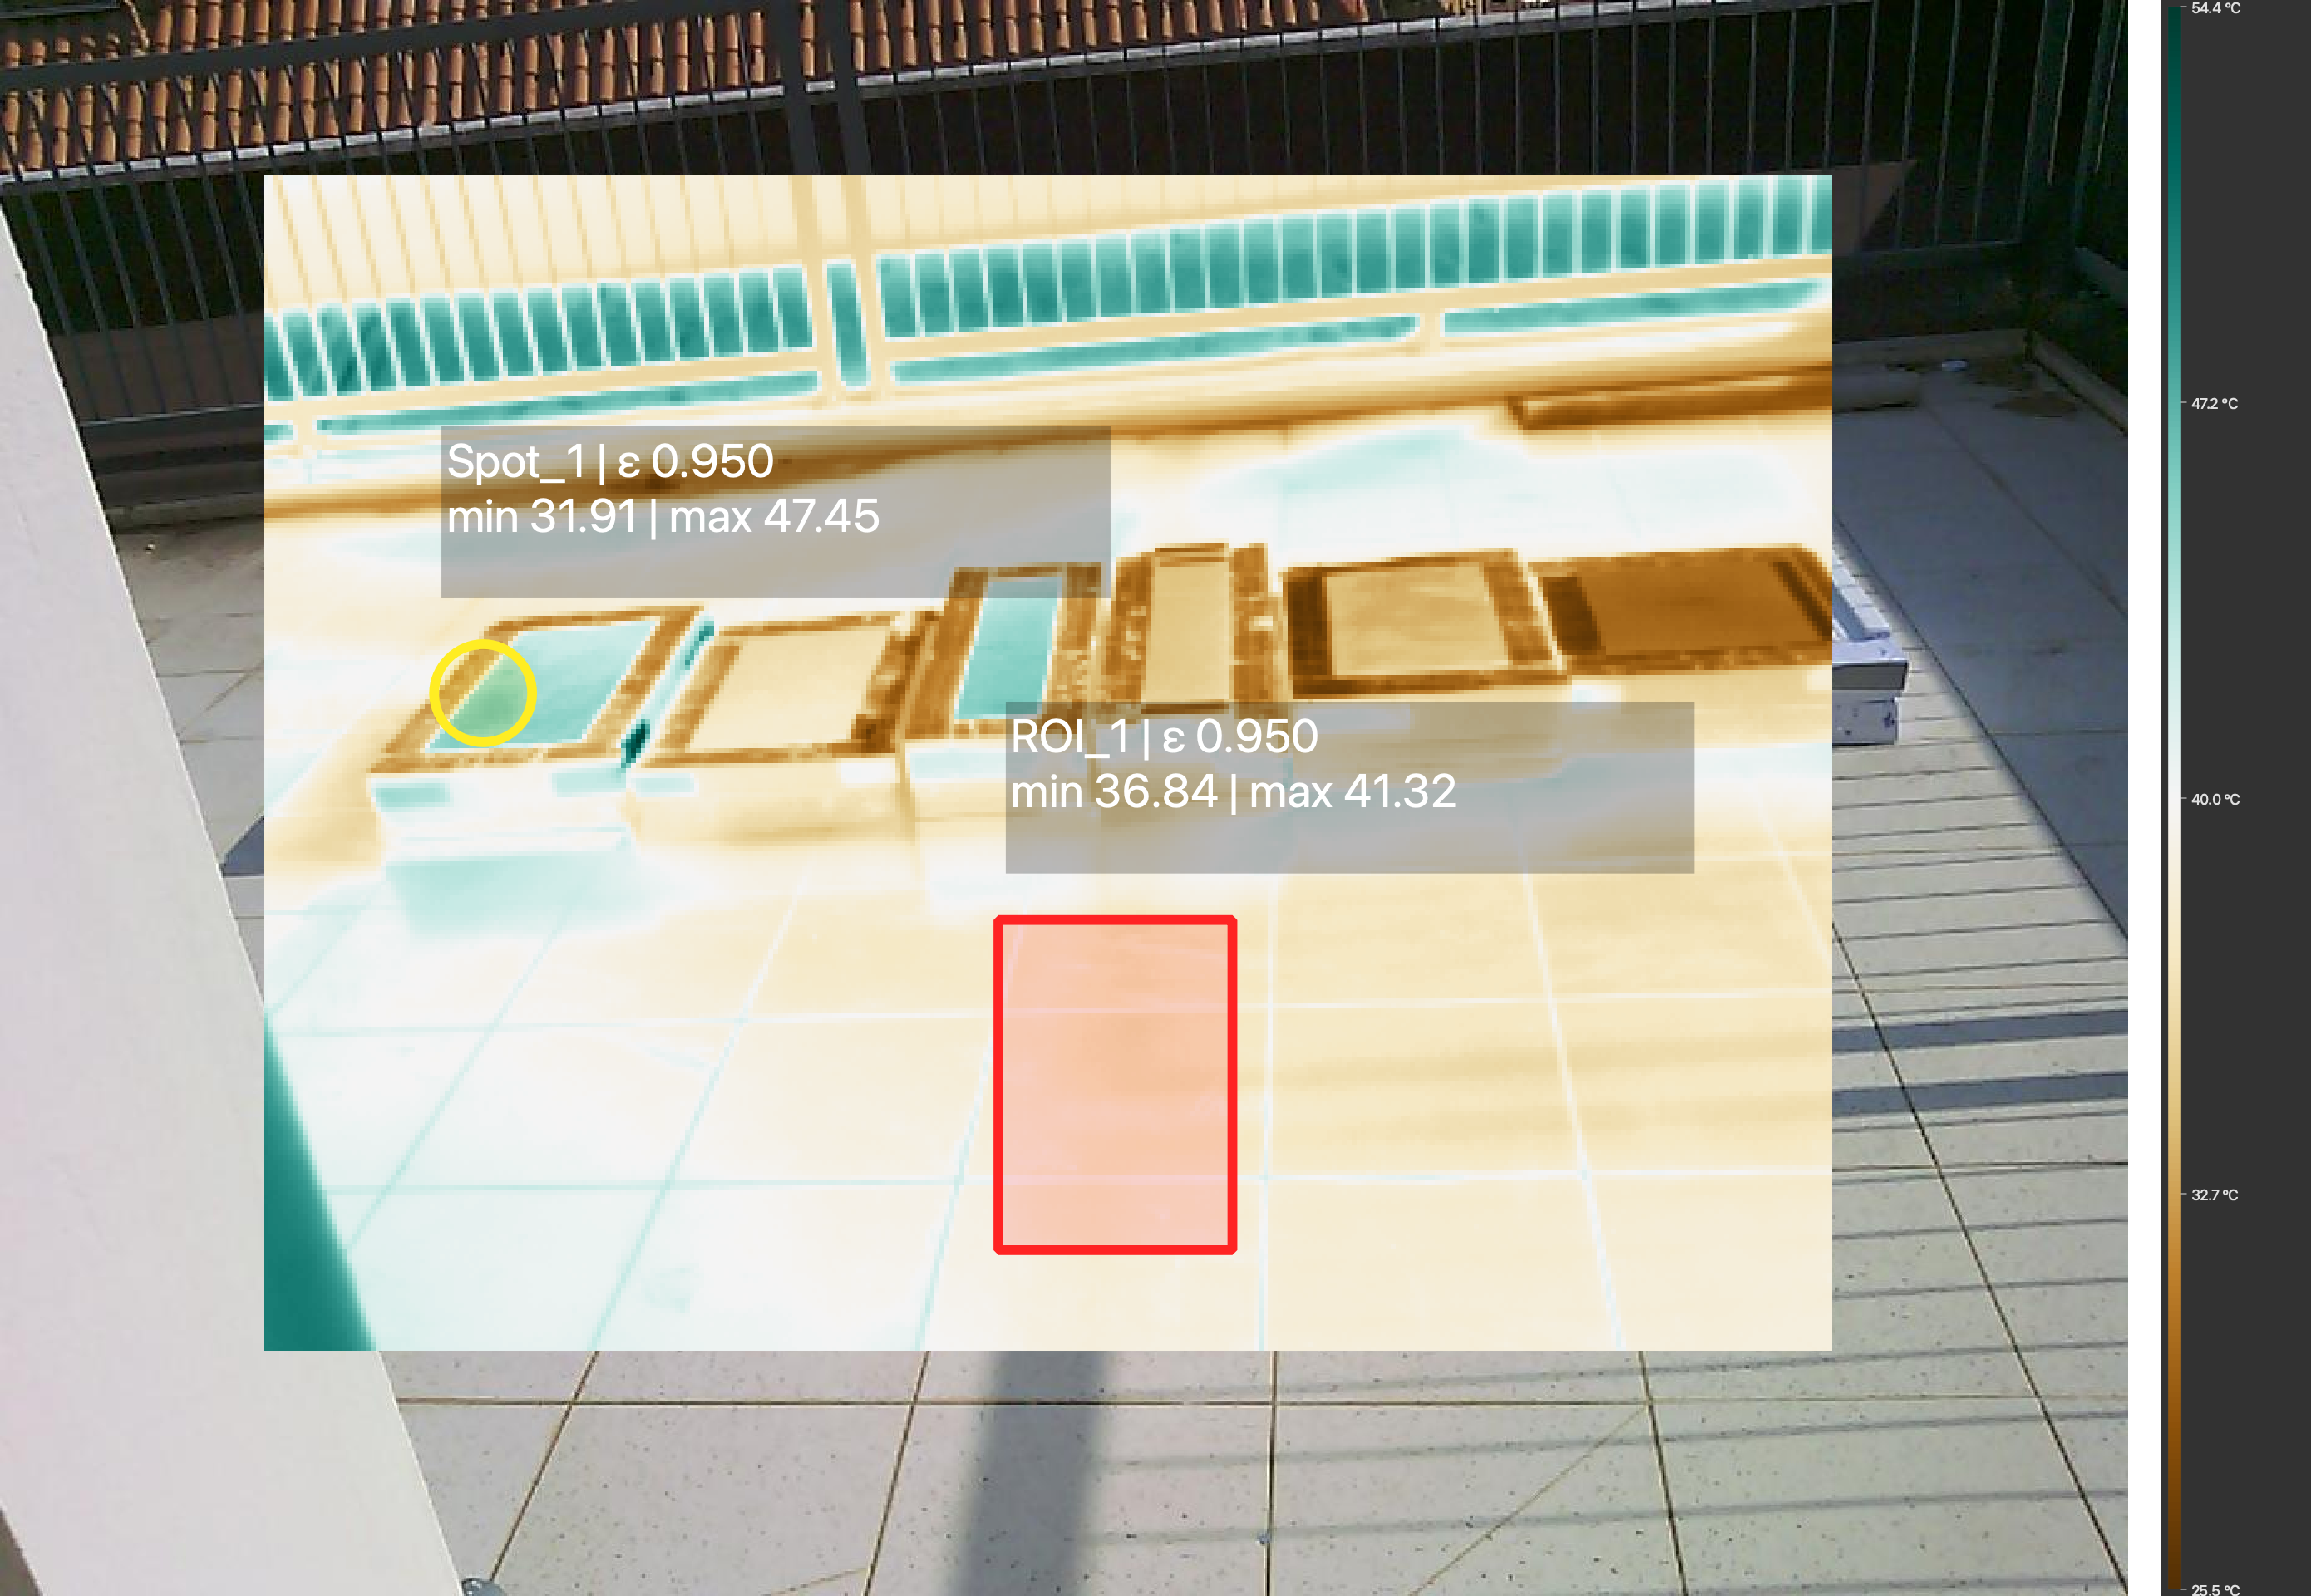 54.4 °C
Spot_1 | ε 0.950
min 31.91 | max 47.45
47.2 °C
ROI_1 | ε 0.950
min 36.84 | max 41.32
40.0 °C
32.7 °C
25.5 °C